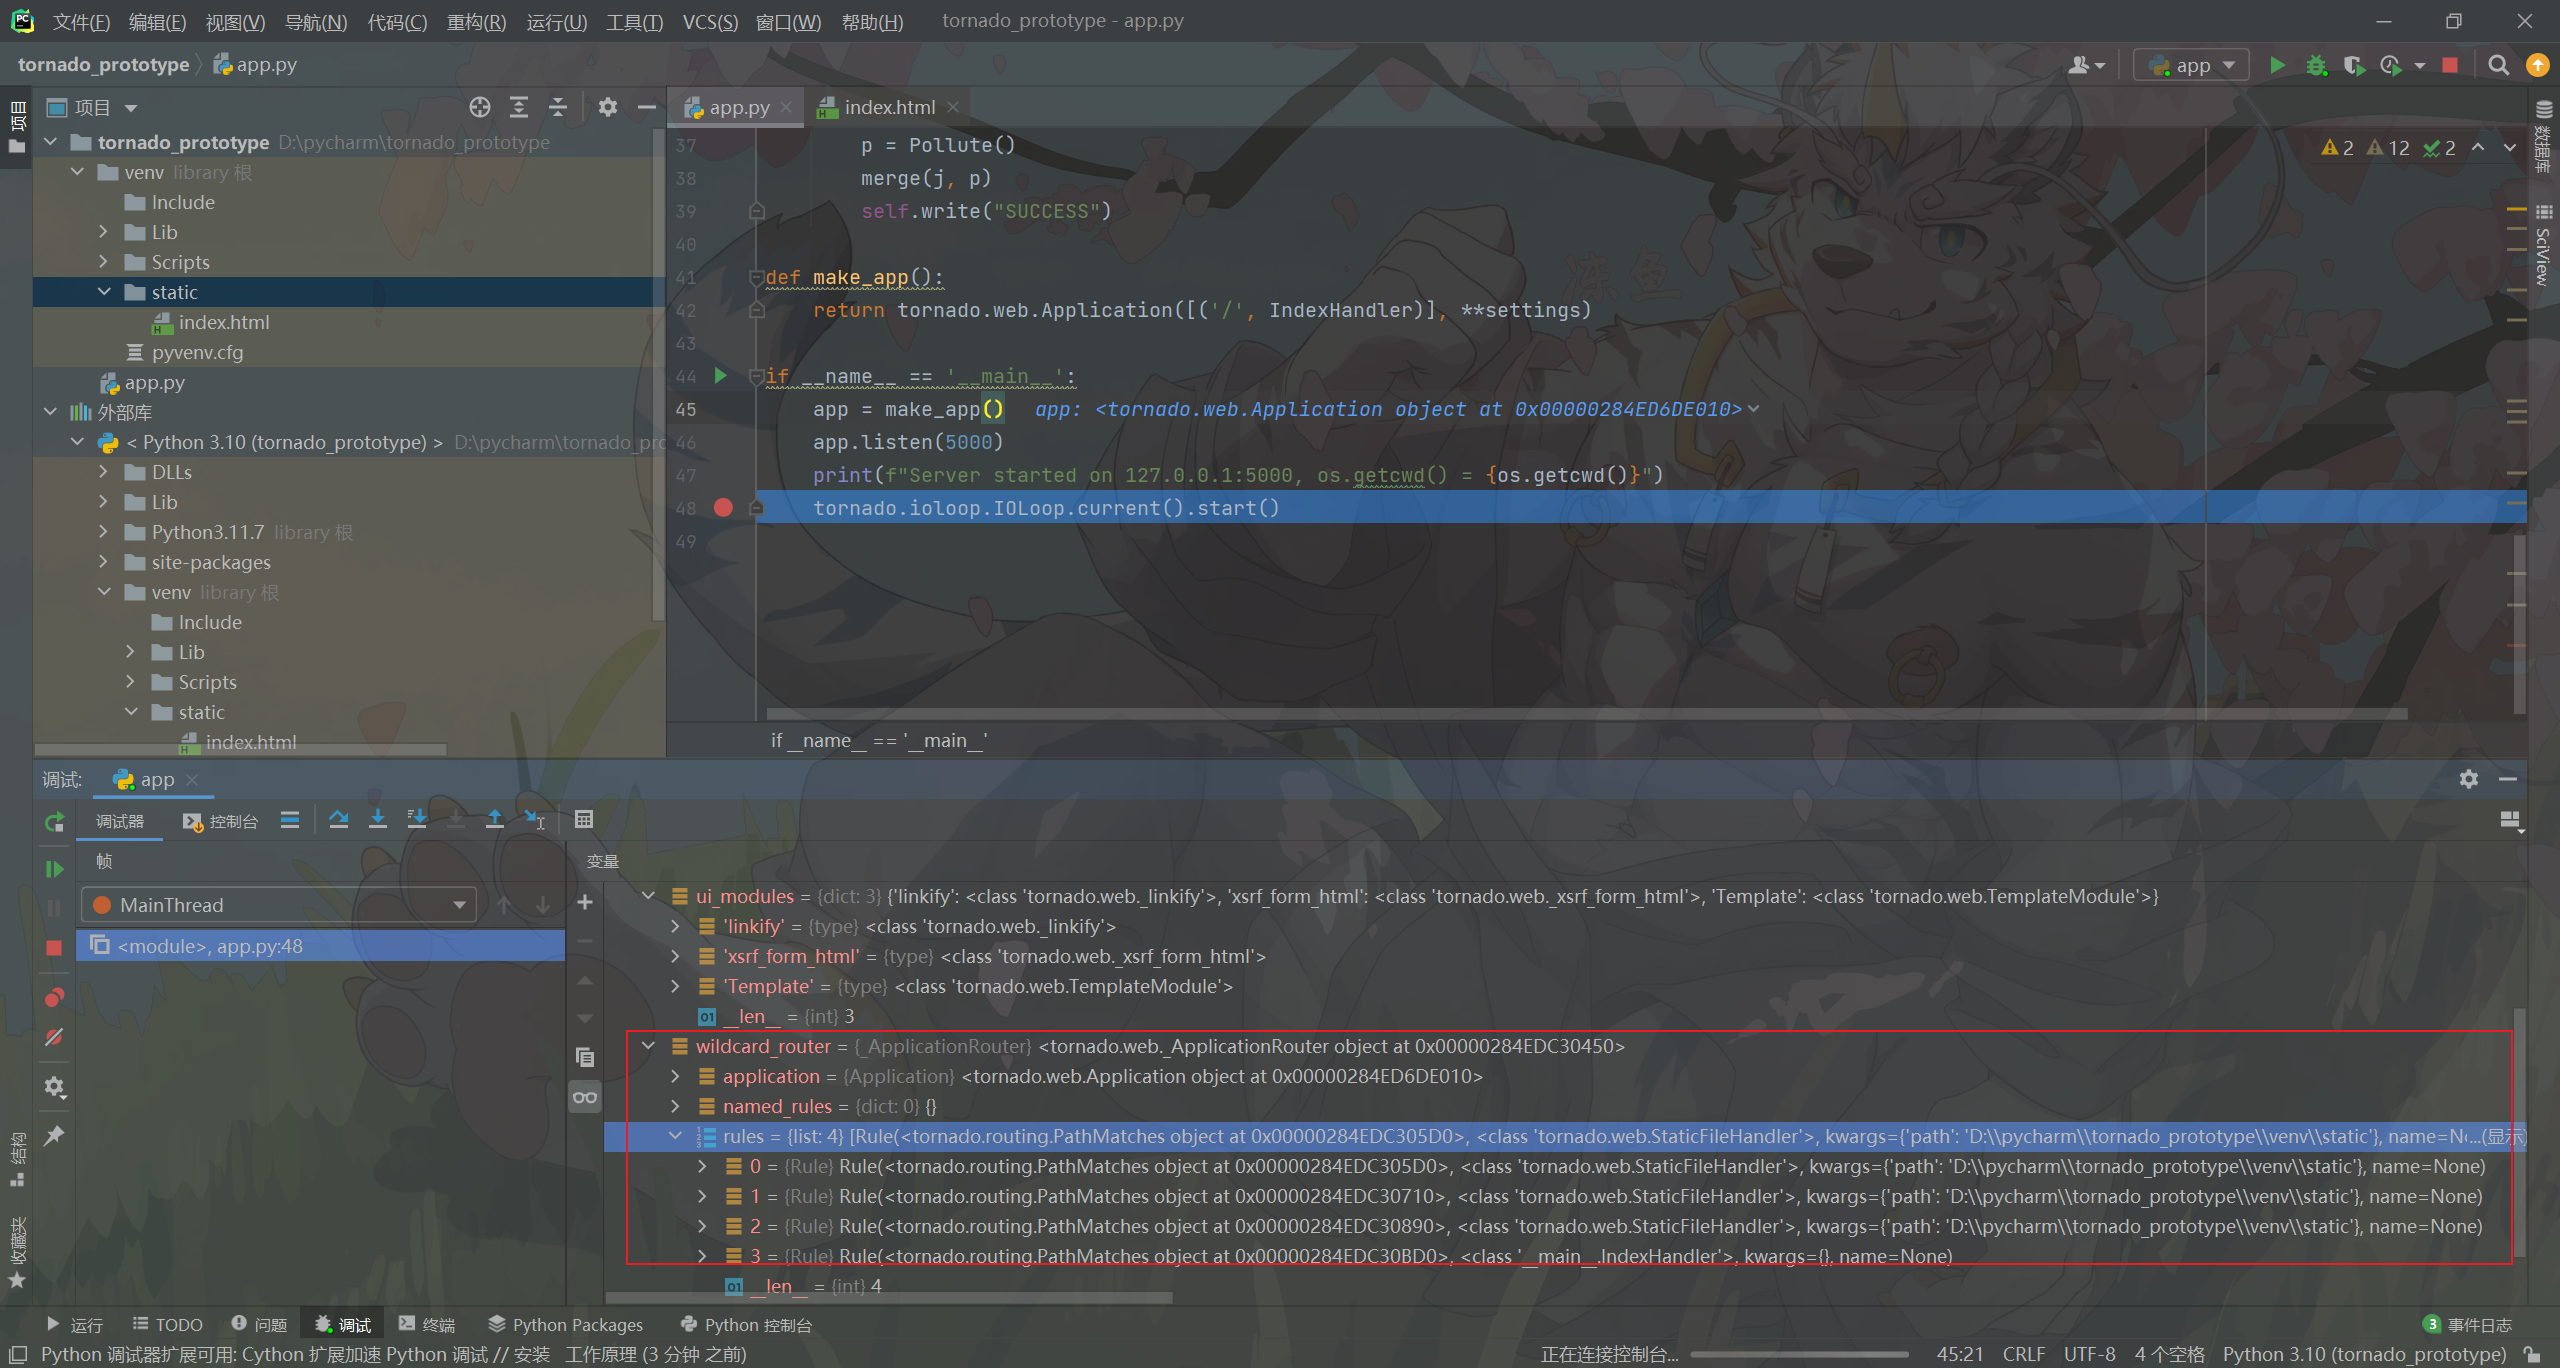 文件(F) 编辑(E) 视图(V) 导航(N) 代码(C) 重构(R) 运行(U) 工具(T) VCS(S) 窗口(W) 帮助(H) tornado_prototype - app.py
tornado_prototype app.py
app
项目
app.py
index.html
tornado_prototype D:\pycharm\tornado_prototype
venv library 根
Include
Lib
Scripts
static
index.html
pyvenv.cfg
app.py
外部库
< Python 3.10 (tornado_prototype) > D:\pycharm\tornado_pro
DLLs
Lib
Python3.11.7 library 根
site-packages
venv library 根
Include
Lib
Scripts
static
index.html
项目
结构
收藏夹
37 p = Pollute()
38 merge(j, p)
39 self.write("SUCCESS")
40
41 def make_app():
42 return tornado.web.Application([('/', IndexHandler)], **settings)
43
44 if __name__ == '__main__':
45 app = make_app() app: <tornado.web.Application object at 0x00000284ED6DE010>
46 app.listen(5000)
47 print(f"Server started on 127.0.0.1:5000, os.getcwd() = {os.getcwd()}")
48 tornado.ioloop.IOLoop.current().start()
49
2 12 2
数据库
SciView
if __name__ == '__main__'
调试: app
调试器 控制台
帧
变量
MainThread
<module>, app.py:48
ui_modules = {dict: 3} {'linkify': <class 'tornado.web._linkify'>, 'xsrf_form_html': <class 'tornado.web._xsrf_form_html'>, 'Template': <class 'tornado.web.TemplateModule'>}
'linkify' = {type} <class 'tornado.web._linkify'>
'xsrf_form_html' = {type} <class 'tornado.web._xsrf_form_html'>
'Template' = {type} <class 'tornado.web.TemplateModule'>
01 __len__ = {int} 3
wildcard_router = {_ApplicationRouter} <tornado.web._ApplicationRouter object at 0x00000284EDC30450>
application = {Application} <tornado.web.Application object at 0x00000284ED6DE010>
named_rules = {dict: 0} {}
rules = {list: 4} [Rule(<tornado.routing.PathMatches object at 0x00000284EDC305D0>, <class 'tornado.web.StaticFileHandler'>, kwargs={'path': 'D:\\pycharm\\tornado_prototype\\venv\\static'}, name=No...(显示
0 = {Rule} Rule(<tornado.routing.PathMatches object at 0x00000284EDC305D0>, <class 'tornado.web.StaticFileHandler'>, kwargs={'path': 'D:\\pycharm\\tornado_prototype\\venv\\static'}, name=None)
1 = {Rule} Rule(<tornado.routing.PathMatches object at 0x00000284EDC30710>, <class 'tornado.web.StaticFileHandler'>, kwargs={'path': 'D:\\pycharm\\tornado_prototype\\venv\\static'}, name=None)
2 = {Rule} Rule(<tornado.routing.PathMatches object at 0x00000284EDC30890>, <class 'tornado.web.StaticFileHandler'>, kwargs={'path': 'D:\\pycharm\\tornado_prototype\\venv\\static'}, name=None)
3 = {Rule} Rule(<tornado.routing.PathMatches object at 0x00000284EDC30BD0>, <class '__main__.IndexHandler'>, kwargs={}, name=None)
01 __len__ = {int} 4
运行 TODO 问题 调试 终端 Python Packages Python 控制台 3 事件日志
Python 调试器扩展可用: Cython 扩展加速 Python 调试 // 安装 工作原理 (3 分钟 之前) 正在连接控制台... 45:21 CRLF UTF-8 4 个空格 Python 3.10 (tornado_prototype)